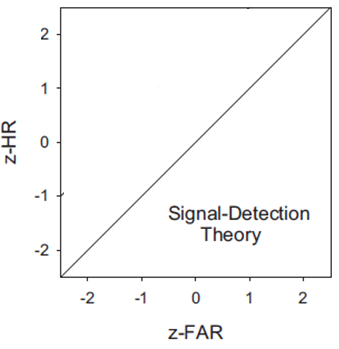 2
1
0
-1
-2
z-HR
Signal-Detection
Theory
-2 -1 0 1 2
z-FAR